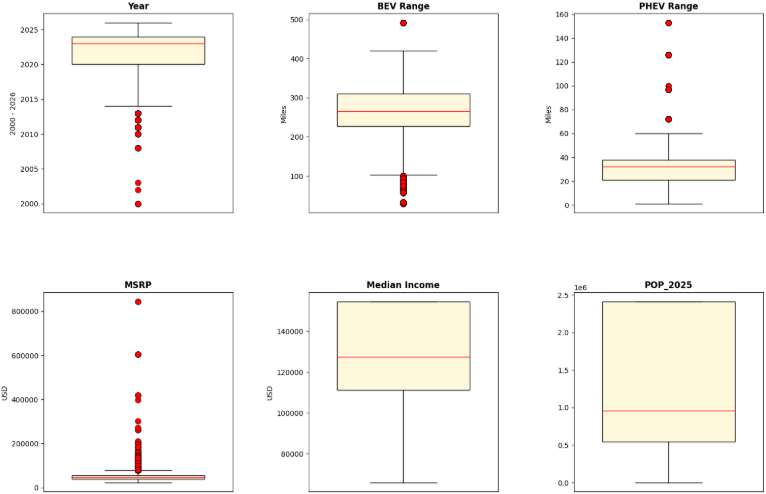 Year
BEV Range
PHEV Range
2025
2020
2015
2010
2005
2000
2000 - 2026
500
400
300
200
100
Miles
160
140
120
100
80
60
40
20
0
Miles
MSRP
Median Income
POP_2025
800000
600000
400000
200000
0
USD
140000
120000
100000
80000
USD
1e6
2.5
2.0
1.5
1.0
0.5
0.0